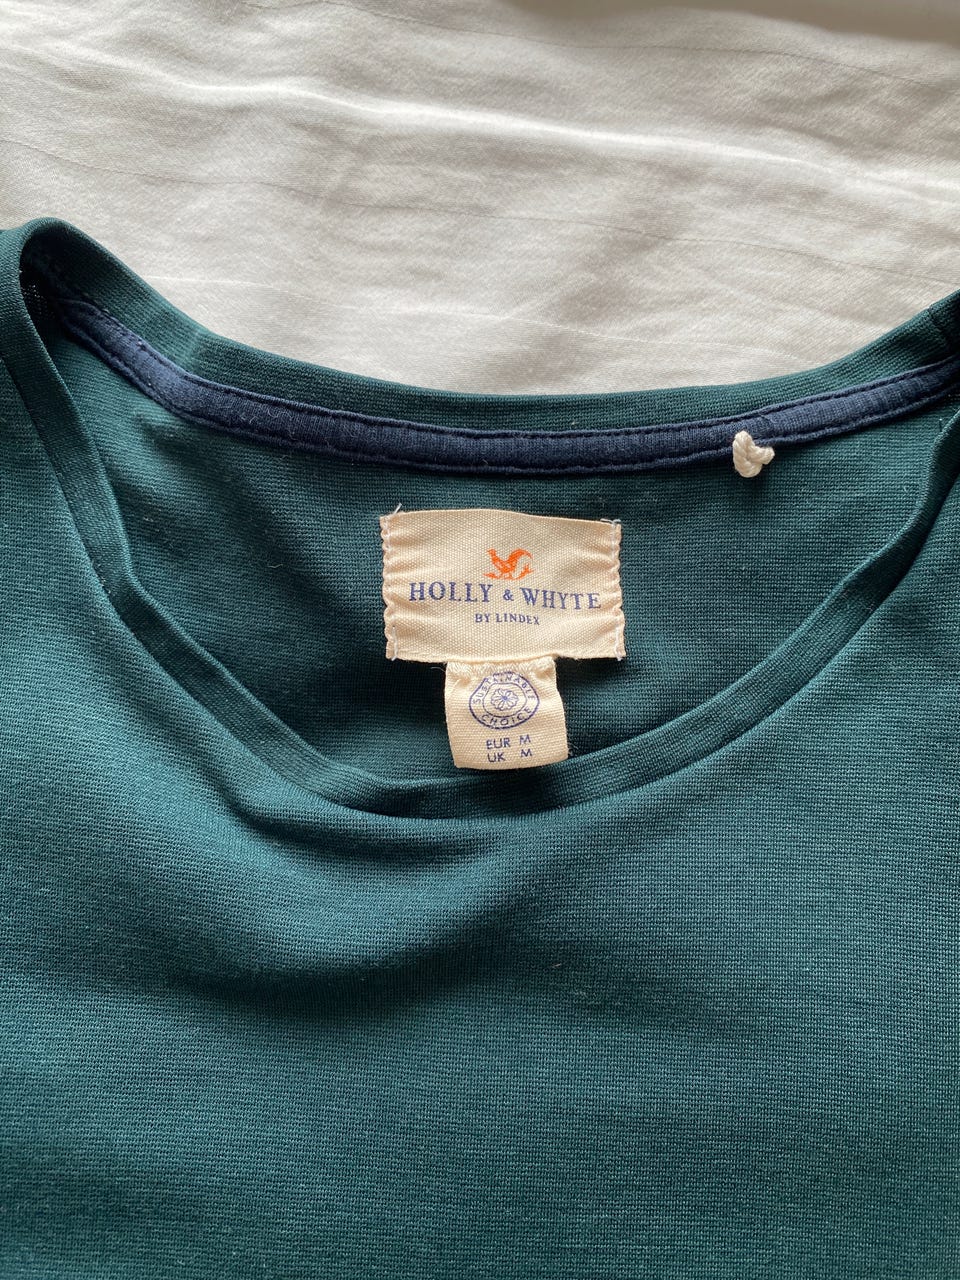 HOLLY & WHYTE
BY LINDEX
SUSTAINABLE
CHOICE
EUR M
UK M